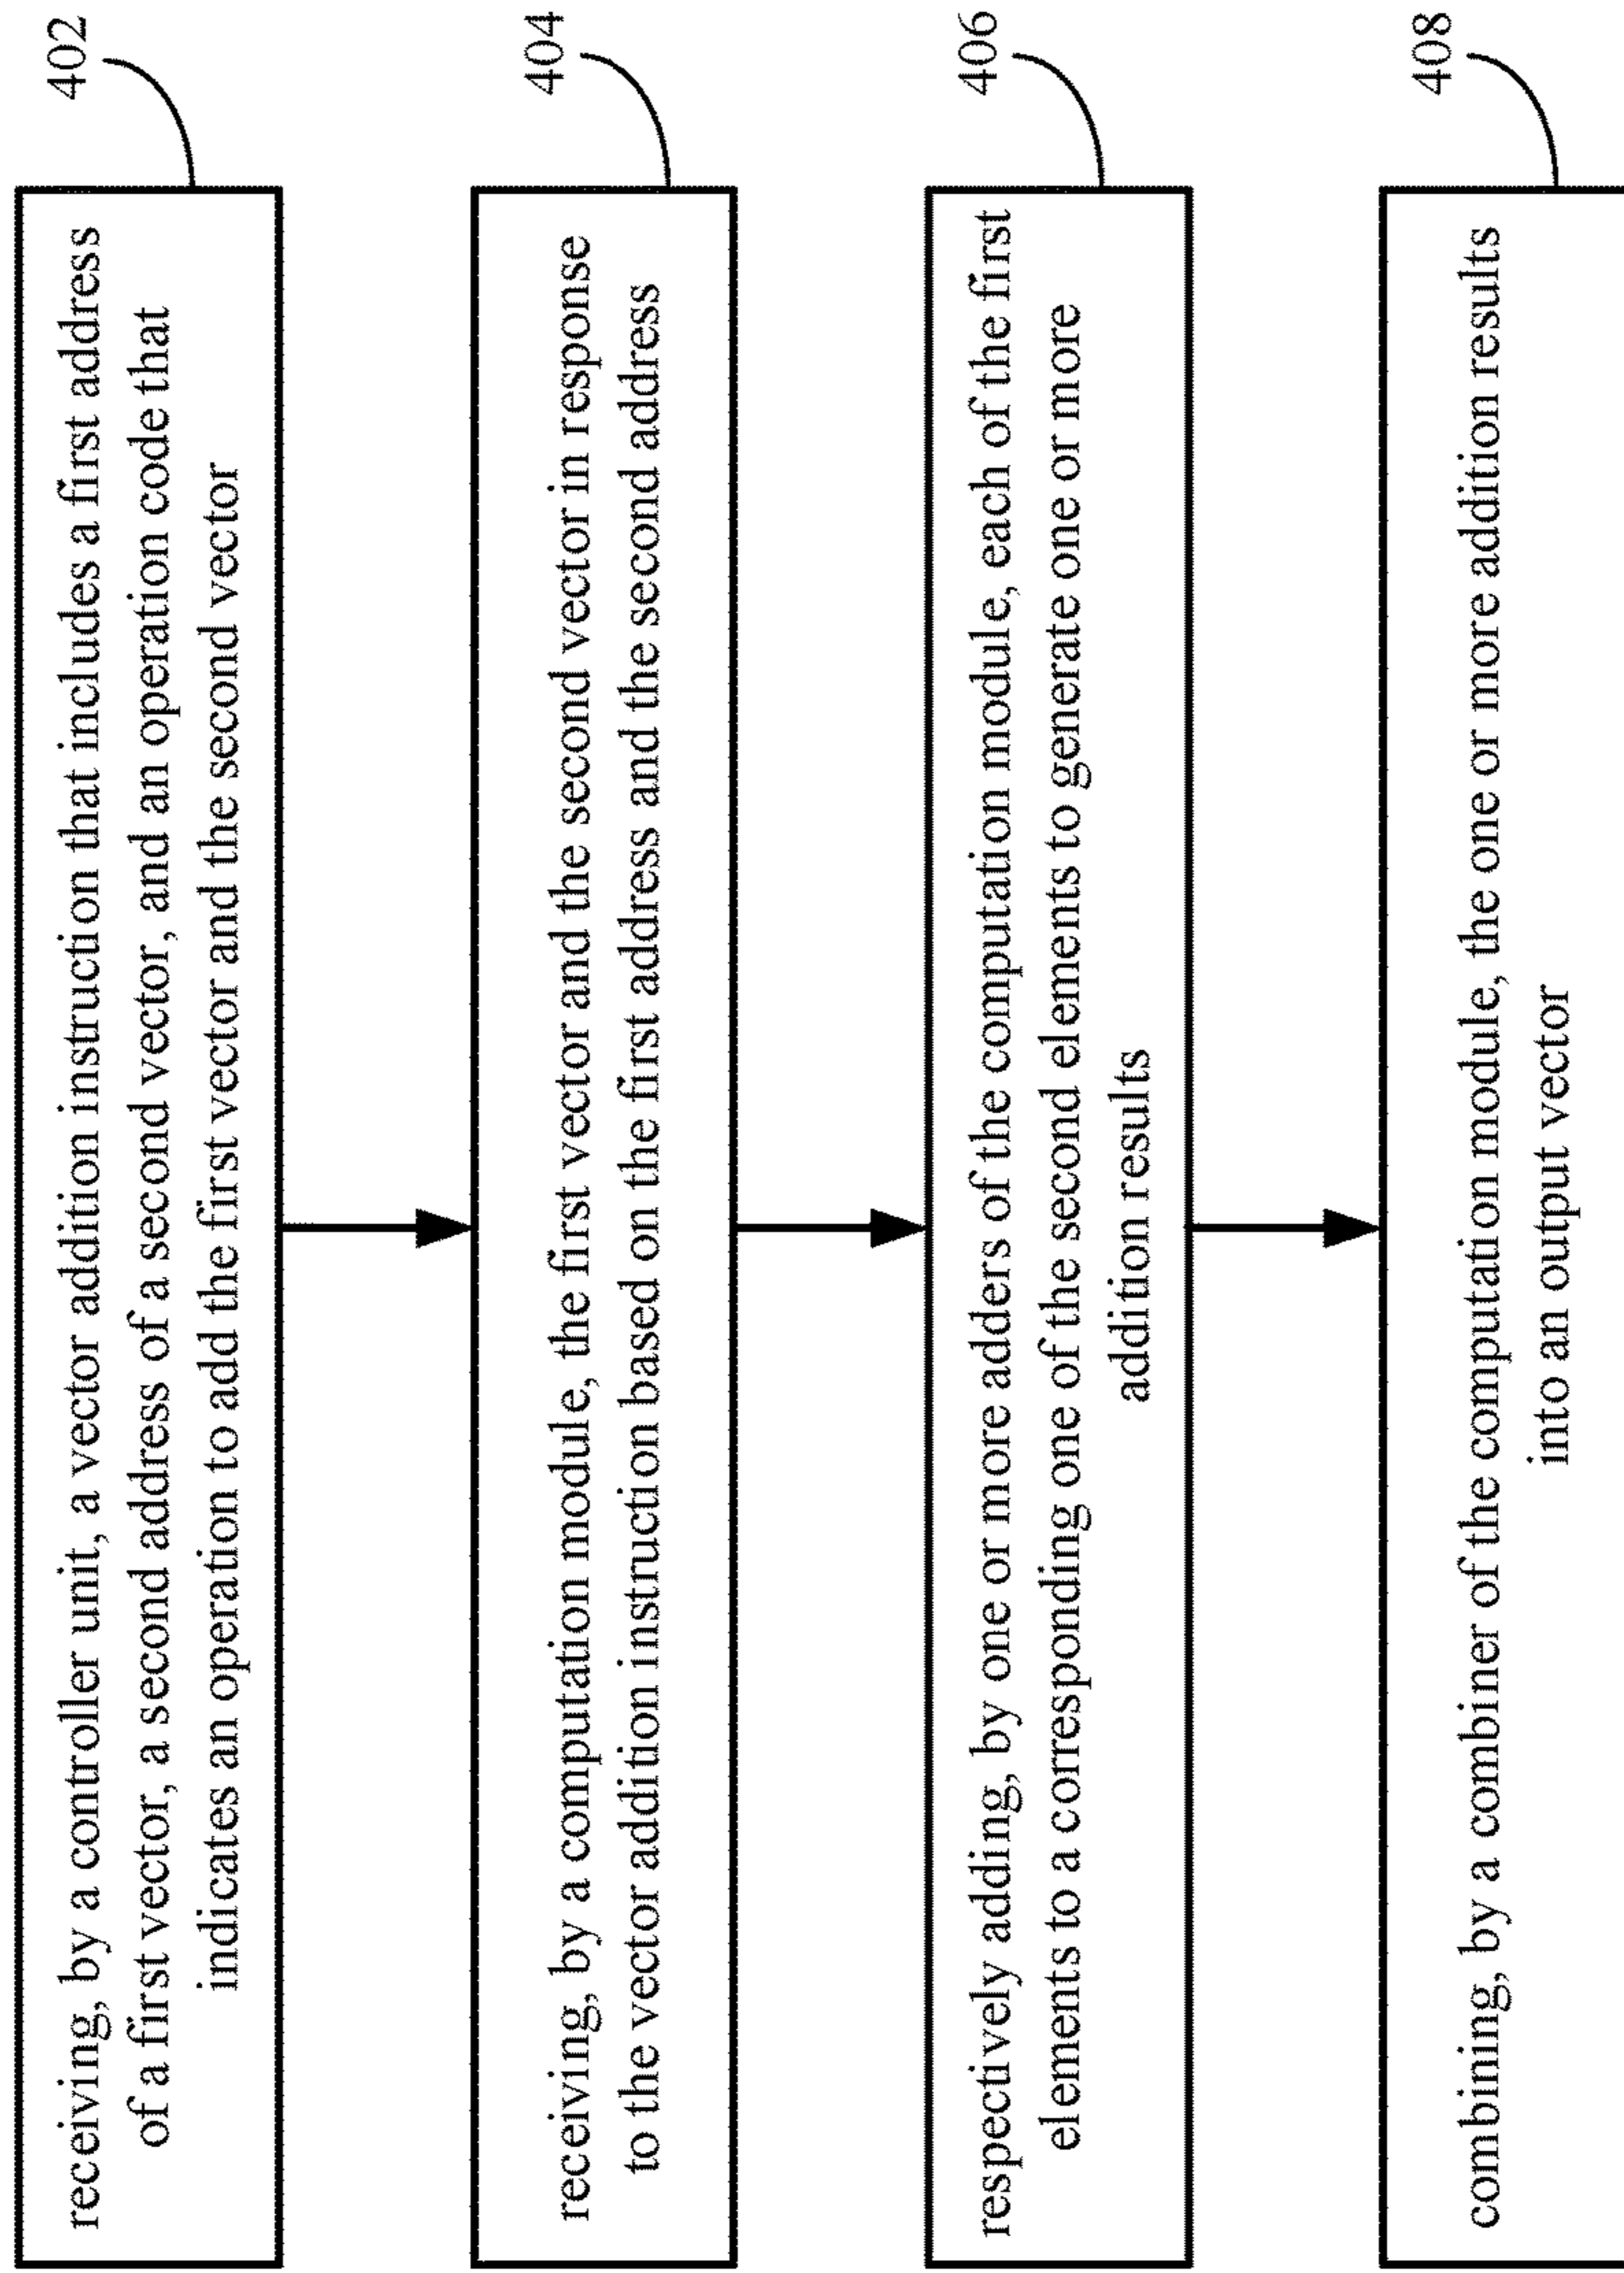 receiving, by a controller unit, a vector addition instruction that includes a first address
of a first vector, a second address of a second vector, and an operation code that
indicates an operation to add the first vector and the second vector
402
receiving, by a computation module, the first vector and the second vector in response
to the vector addition instruction based on the first address and the second address
404
respectively adding, by one or more adders of the computation module, each of the first
elements to a corresponding one of the second elements to generate one or more
addition results
406
combining, by a combiner of the computation module, the one or more addition results
into an output vector
408